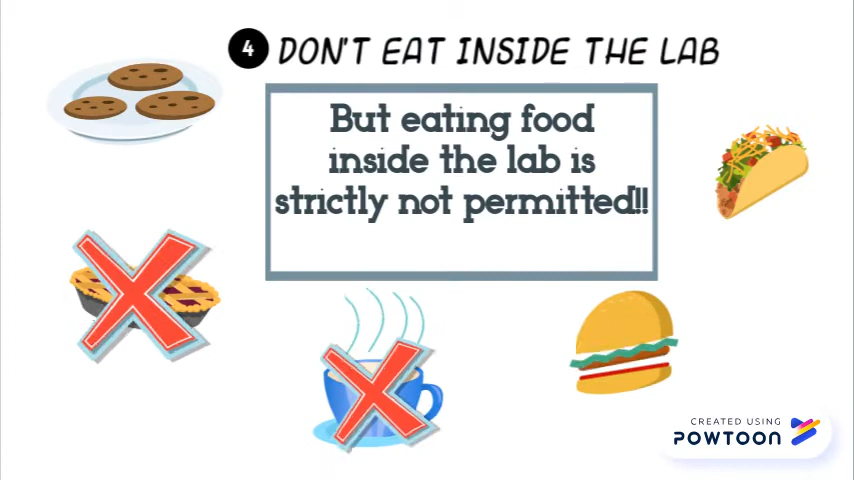 4 DON'T EAT INSIDE THE LAB
But eating food
inside the lab is
strictly not permitted!!
CREATED USING
POWTOON